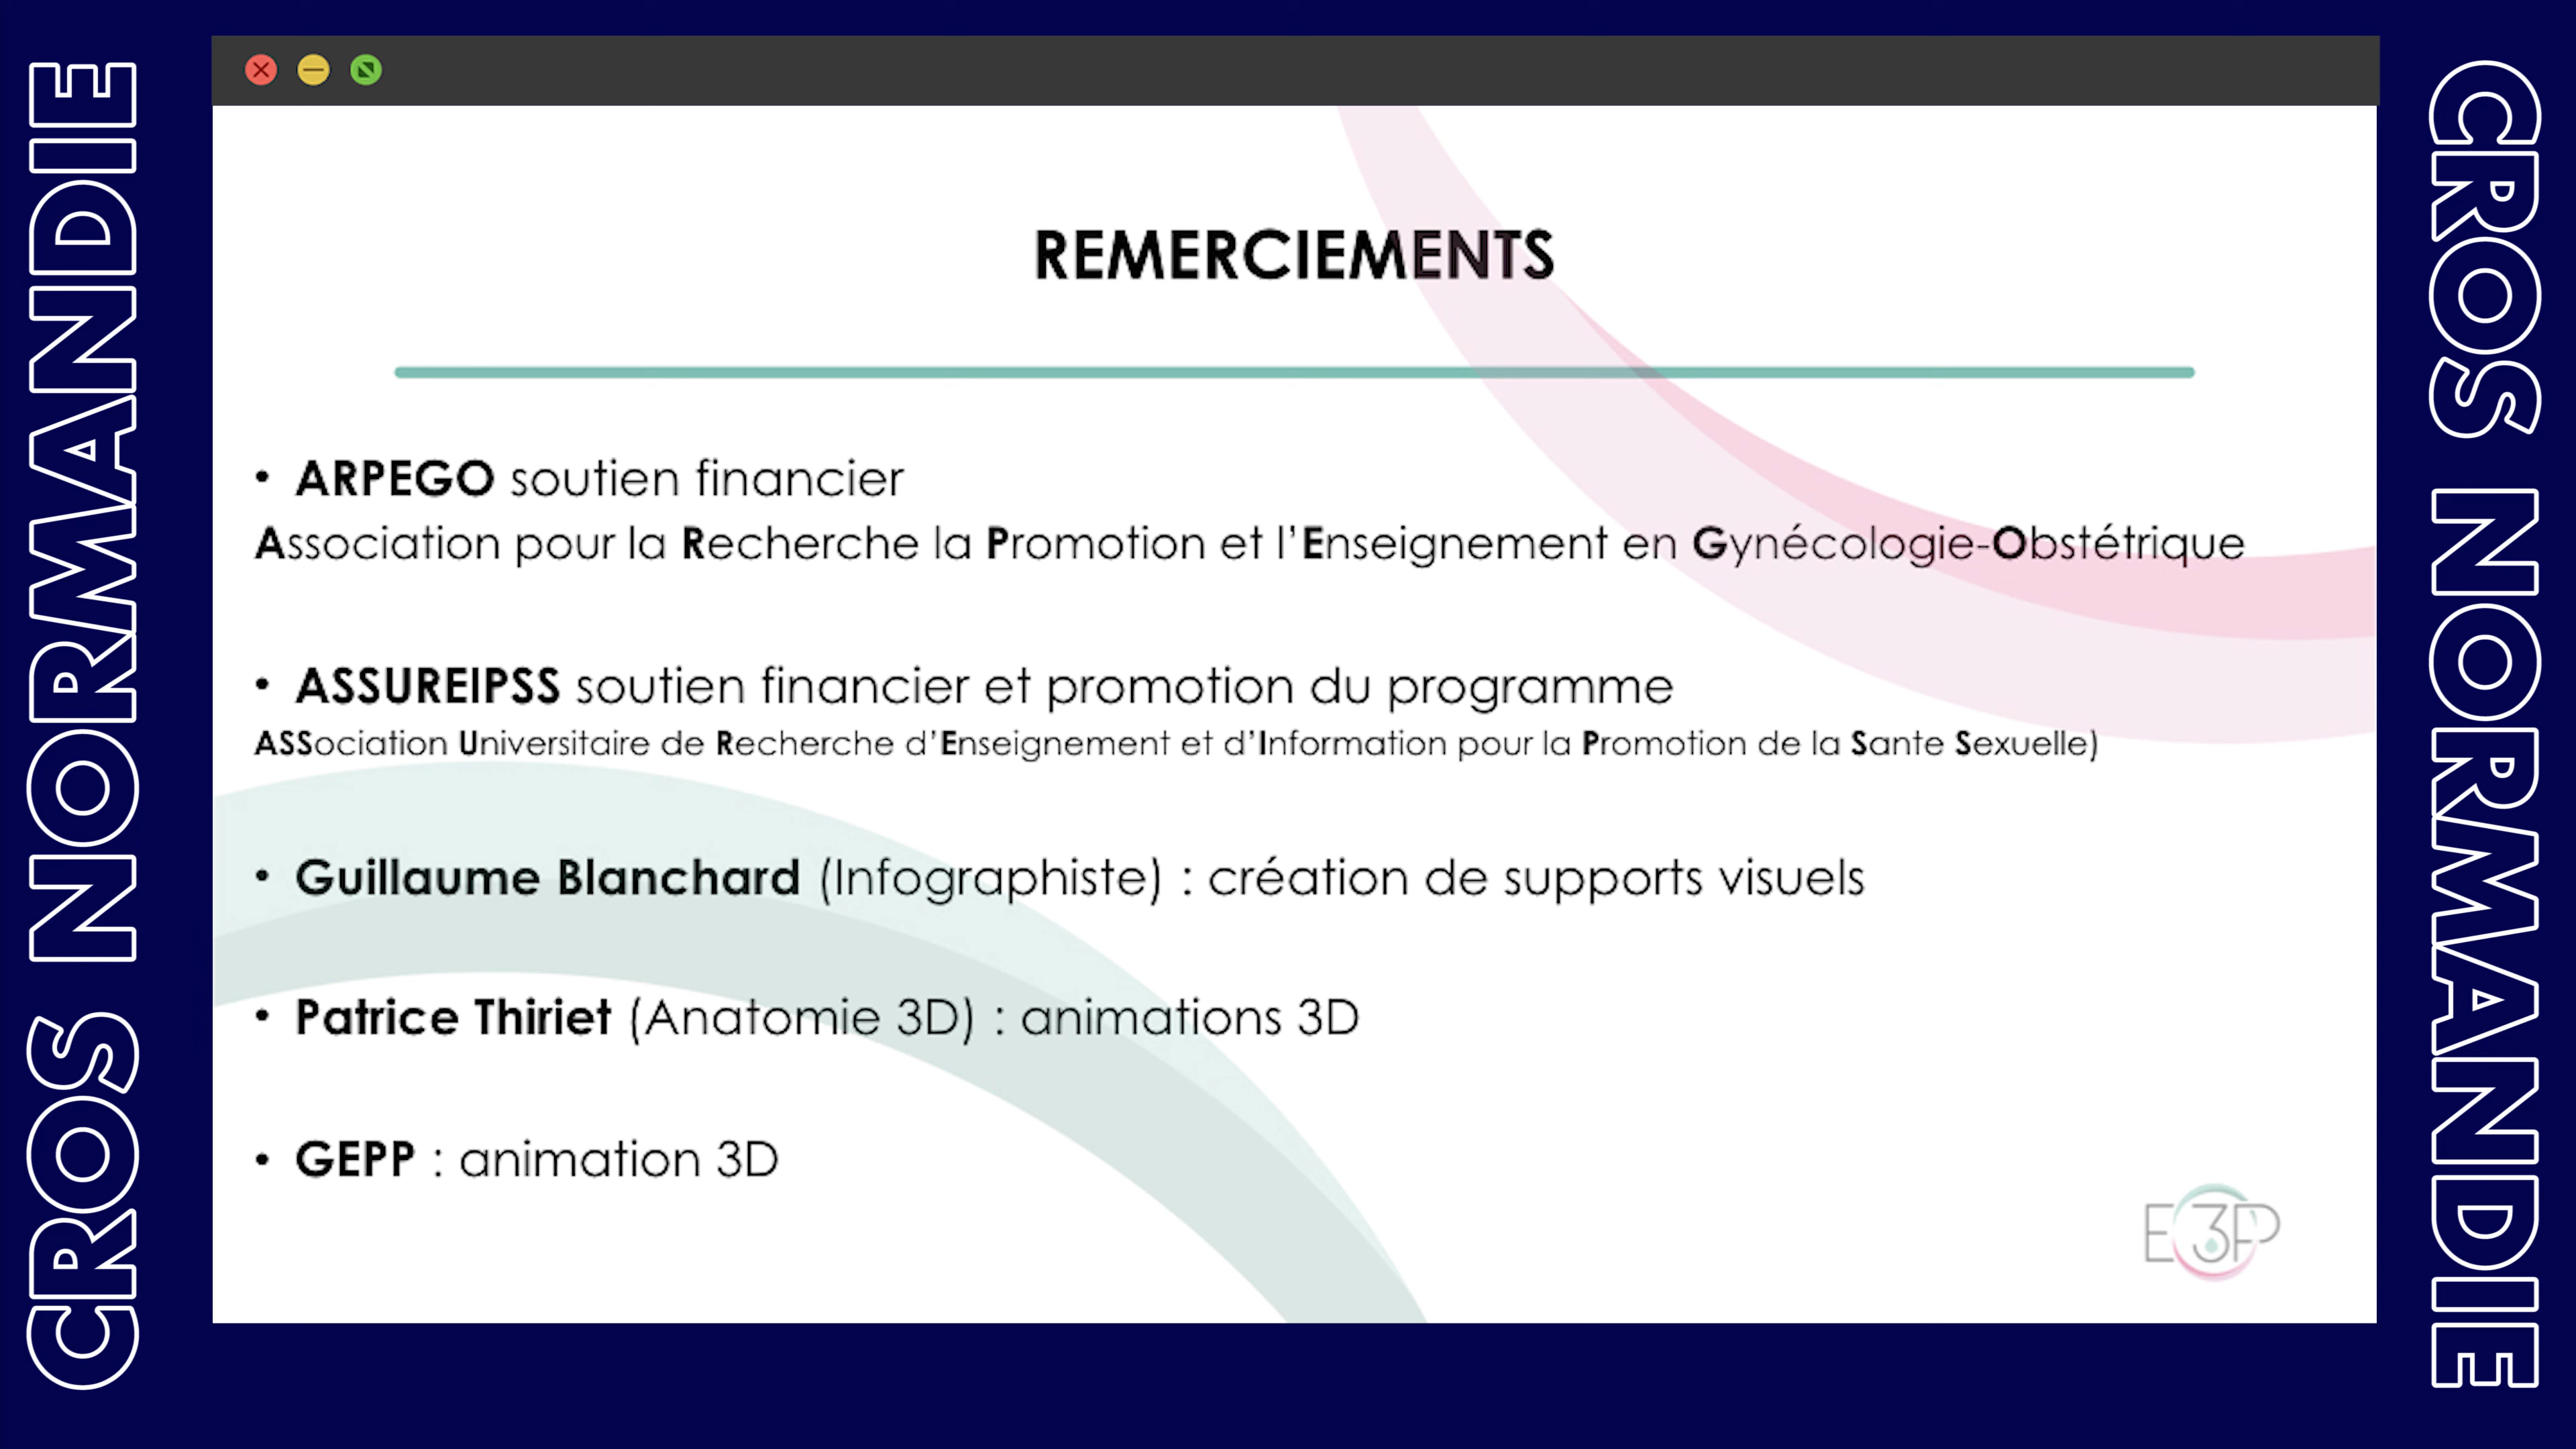 CROS NORMANDIE
REMERCIEMENTS
• ARPEGO soutien financier
Association pour la Recherche la Promotion et l'Enseignement en Gynécologie-Obstétrique
• ASSUREIPSS soutien financier et promotion du programme
ASSociation Universitaire de Recherche d'Enseignement et d'Information pour la Promotion de la Sante Sexuelle)
• Guillaume Blanchard (Infographiste) : création de supports visuels
• Patrice Thiriet (Anatomie 3D) : animations 3D
• GEPP : animation 3D
E3PP
CROS NORMANDIE